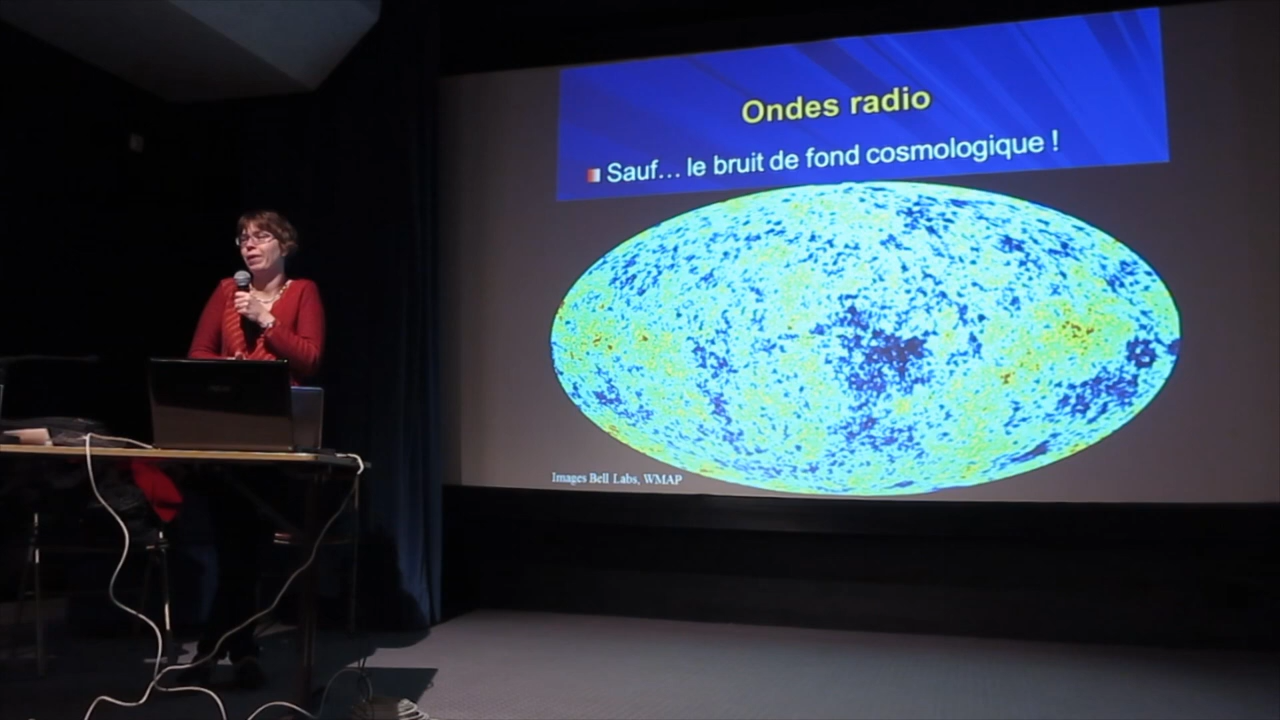 Ondes radio
Sauf... le bruit de fond cosmologique !
Images Bell Labs, WMAP